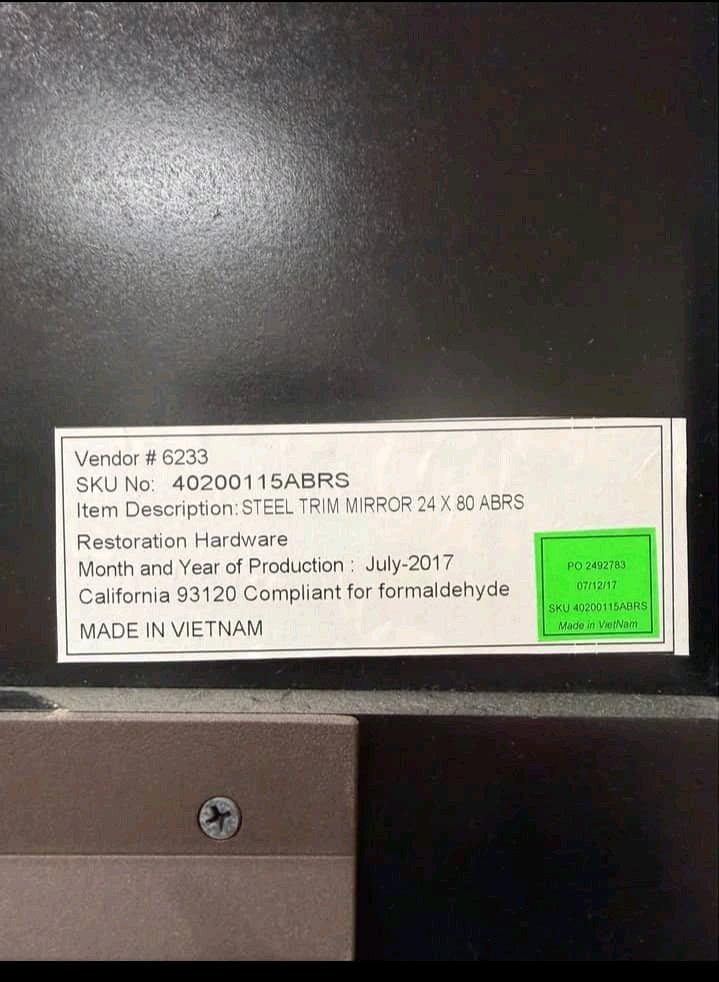 Vendor # 6233
SKU No: 40200115ABRS
Item Description: STEEL TRIM MIRROR 24 X 80 ABRS
Restoration Hardware
Month and Year of Production : July-2017
California 93120 Compliant for formaldehyde
MADE IN VIETNAM
PO 2492783
07/12/17
SKU 40200115ABRS
Made in VietNam